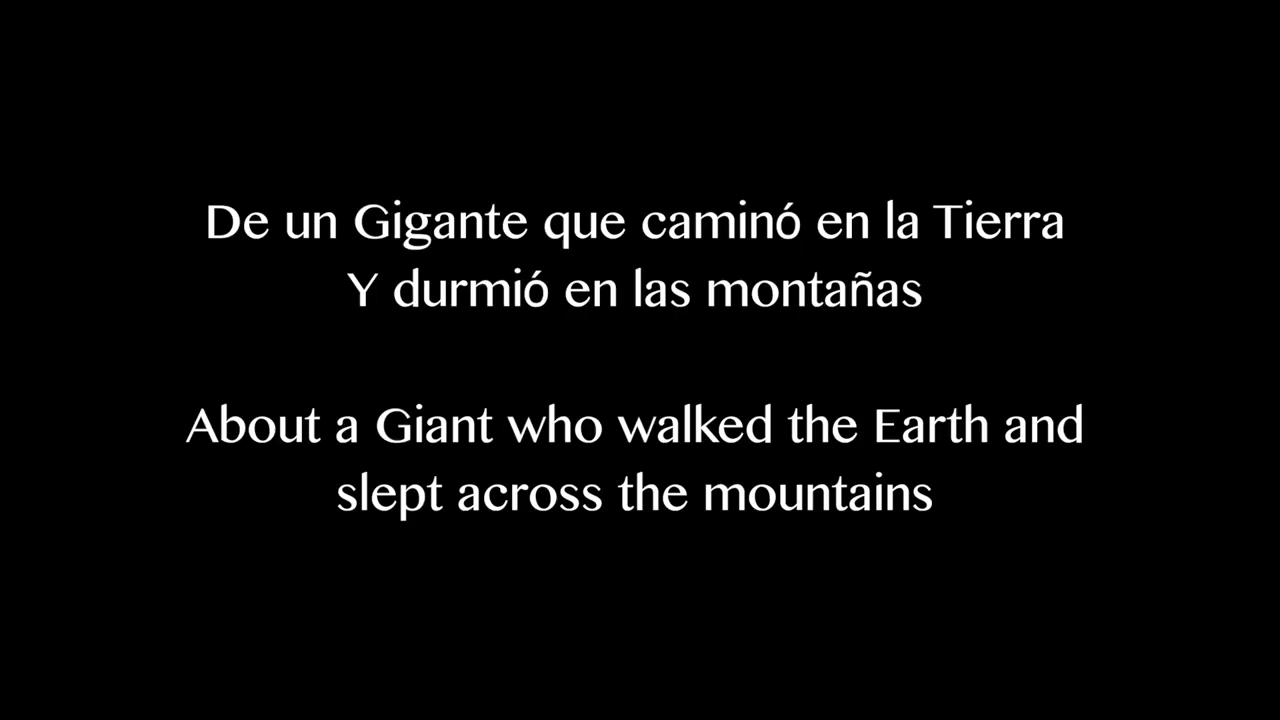 De un Gigante que caminó en la Tierra
Y durmió en las montañas
About a Giant who walked the Earth and
slept across the mountains